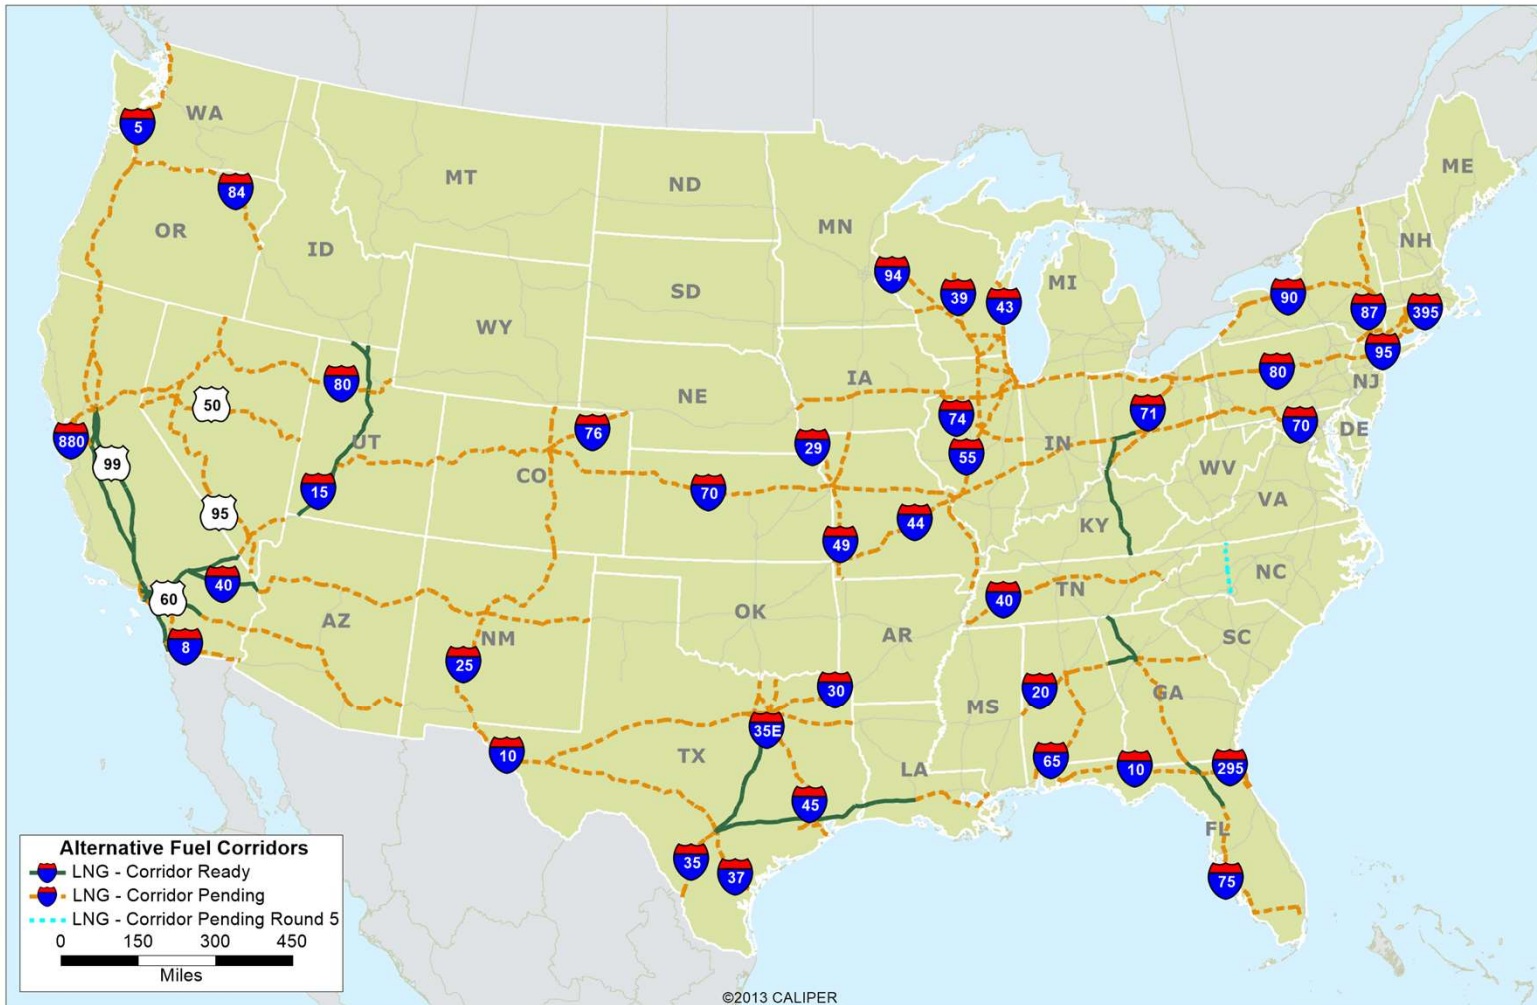 WA
5
MT
ND
ME
84
OR
MN
ID
NH
94
MI
SD
39
43
90
87
395
WY
95
80
80
IA
NJ
50
NE
71
74
76
70
DE
880
UT
IN
29
55
99
CO
WV
15
70
VA
95
44
KY
49
NC
40
60
40
TN
AZ
OK
AR
SC
NM
8
25
30
20
GA
MS
35E
10
TX
65
10
295
LA
45
FL
35
37
75
Alternative Fuel Corridors
LNG - Corridor Ready
LNG - Corridor Pending
LNG - Corridor Pending Round 5
0 150 300 450
Miles
©2013 CALIPER